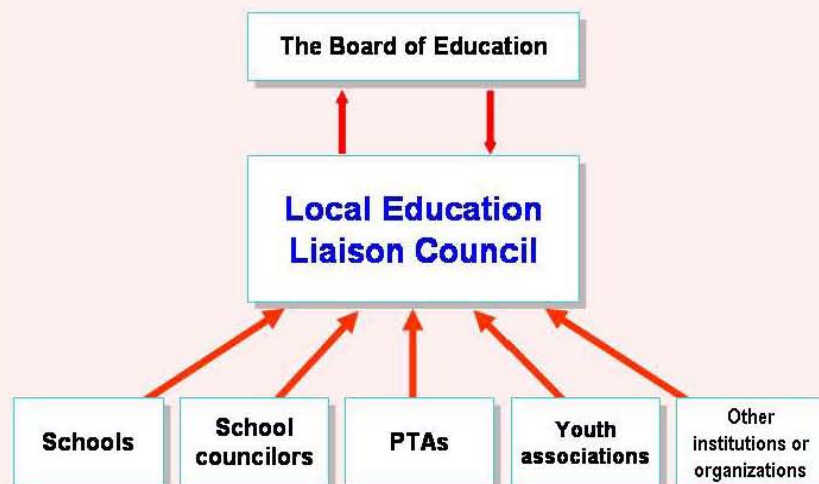 The Board of Education
Local Education
Liaison Council
Schools
School
councilors
PTAs
Youth
associations
Other
institutions or
organizations